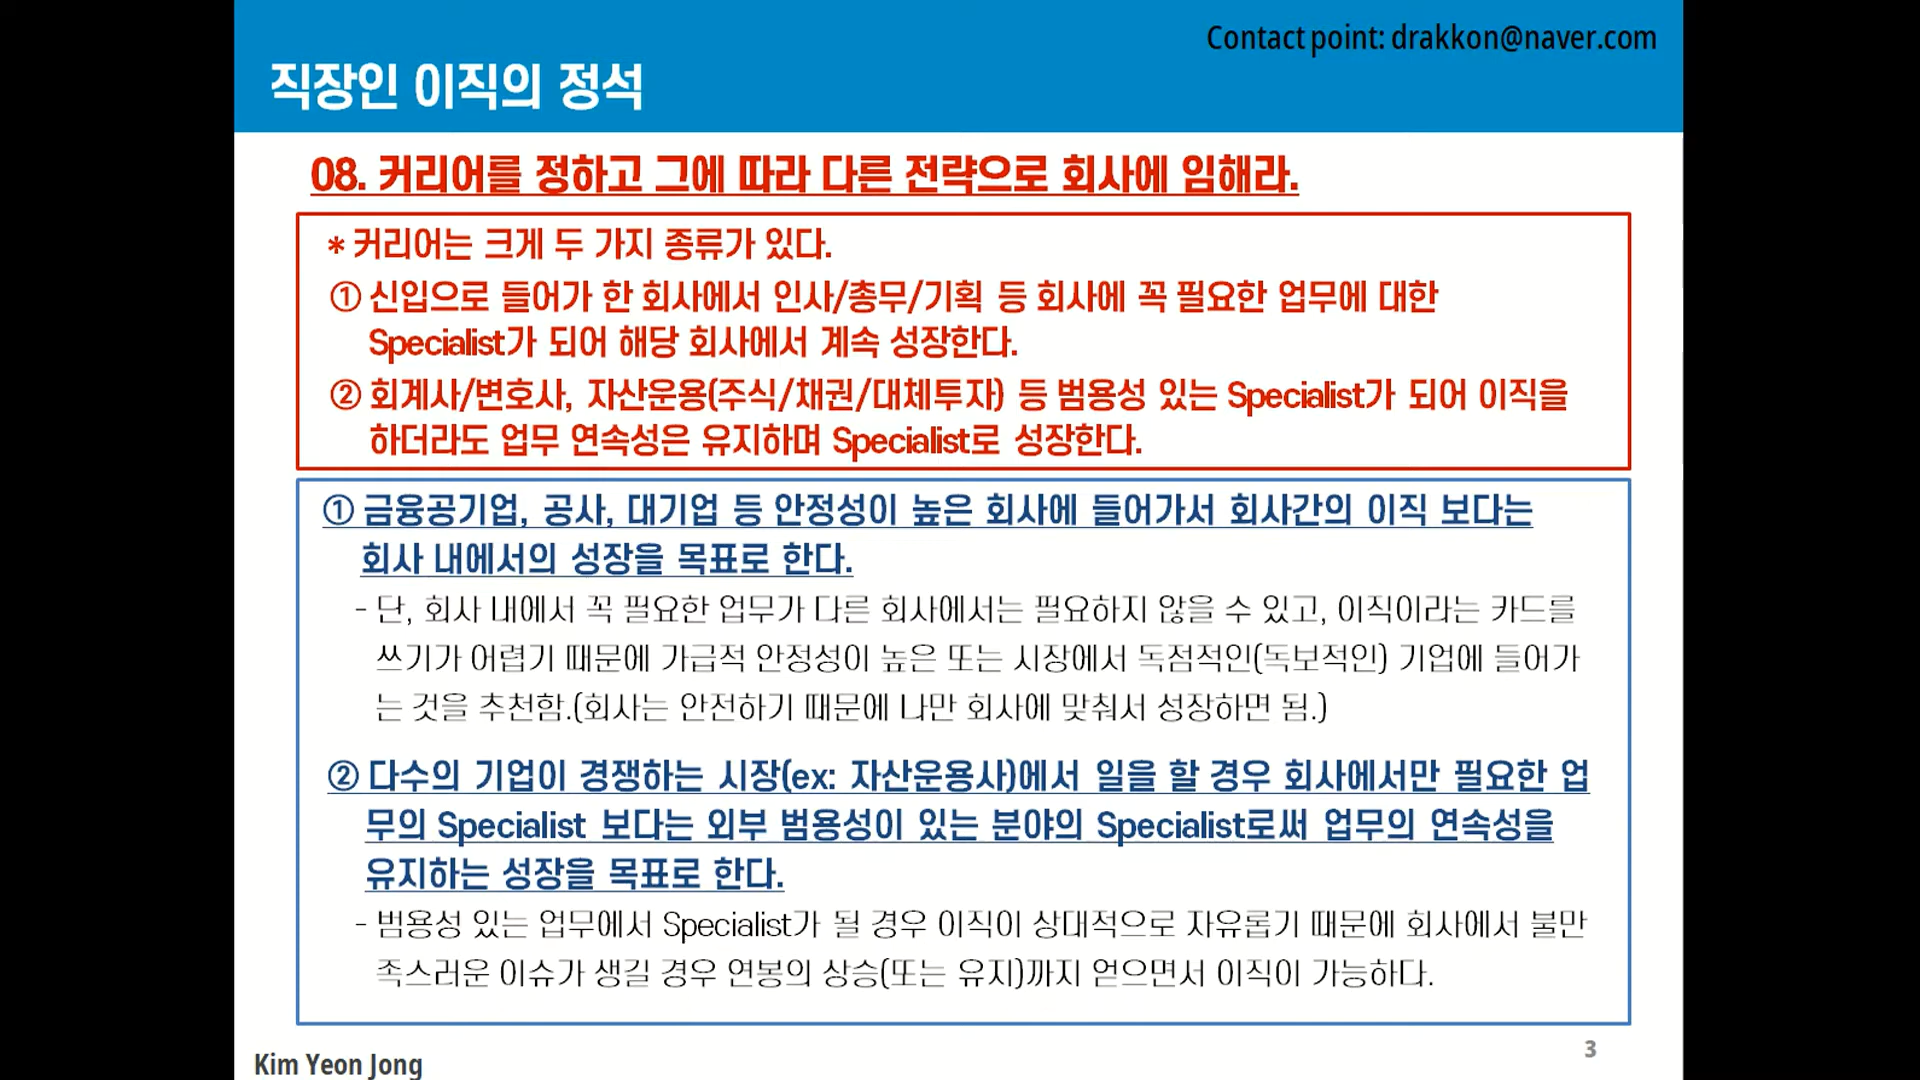 Contact point: drakkon@naver.com
직장인 이직의 정석
08. 커리어를 정하고 그에 따라 다른 전략으로 회사에 임해라.
* 커리어는 크게 두 가지 종류가 있다.
① 신입으로 들어가 한 회사에서 인사/총무/기획 등 회사에 꼭 필요한 업무에 대한
Specialist가 되어 해당 회사에서 계속 성장한다.
② 회계사/변호사, 자산운용(주식/채권/대체투자) 등 범용성 있는 Specialist가 되어 이직을
하더라도 업무 연속성은 유지하며 Specialist로 성장한다.
① 금융공기업, 공사, 대기업 등 안정성이 높은 회사에 들어가서 회사간의 이직 보다는
회사 내에서의 성장을 목표로 한다.
- 단, 회사 내에서 꼭 필요한 업무가 다른 회사에서는 필요하지 않을 수 있고, 이직이라는 카드를
쓰기가 어렵기 때문에 가급적 안정성이 높은 또는 시장에서 독점적인(독보적인) 기업에 들어가
는 것을 추천함.(회사는 안전하기 때문에 나만 회사에 맞춰서 성장하면 됨.)
② 다수의 기업이 경쟁하는 시장(ex: 자산운용사)에서 일을 할 경우 회사에서만 필요한 업
무의 Specialist 보다는 외부 범용성이 있는 분야의 Specialist로써 업무의 연속성을
유지하는 성장을 목표로 한다.
- 범용성 있는 업무에서 Specialist가 될 경우 이직이 상대적으로 자유롭기 때문에 회사에서 불만
족스러운 이슈가 생길 경우 연봉의 상승(또는 유지)까지 얻으면서 이직이 가능하다.
3
Kim Yeon Jong